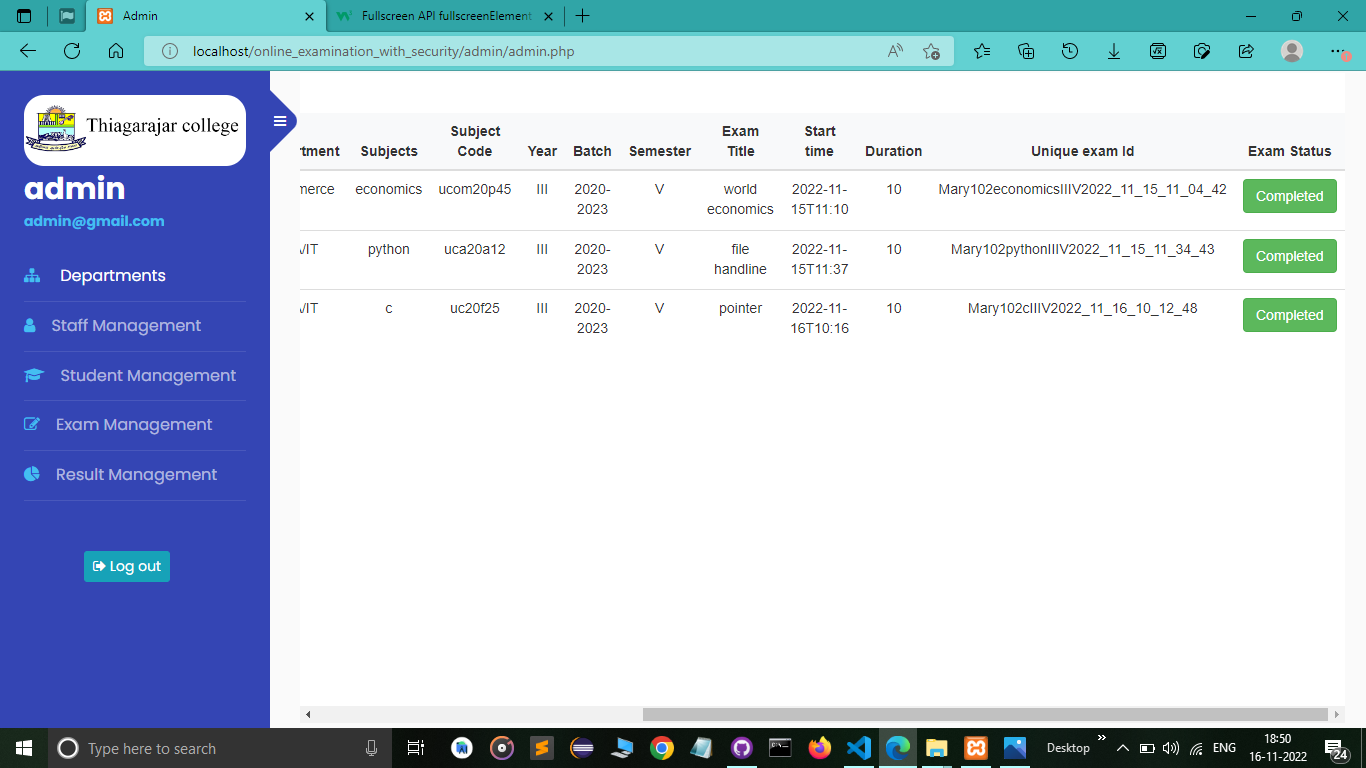 Admin
Fullscreen API fullscreenElement
localhost/online_examination_with_security/admin/admin.php
Thiagarajar college
admin
admin@gmail.com
Departments
Staff Management
Student Management
Exam Management
Result Management
Log out
rtment Subjects Subject Code Year Batch Semester Exam Title Start time Duration Unique exam Id Exam Status
merce economics ucom20p45 III 2020-2023 V world economics 2022-11-15T11:10 10 Mary102economicsIIIV2022_11_15_11_04_42 Completed
VIT python uca20a12 III 2020-2023 V file handline 2022-11-15T11:37 10 Mary102pythonIIIV2022_11_15_11_34_43 Completed
VIT c uc20f25 III 2020-2023 V pointer 2022-11-16T10:16 10 Mary102cIIIV2022_11_16_10_12_48 Completed
Type here to search
Desktop
ENG
18:50
16-11-2022
24